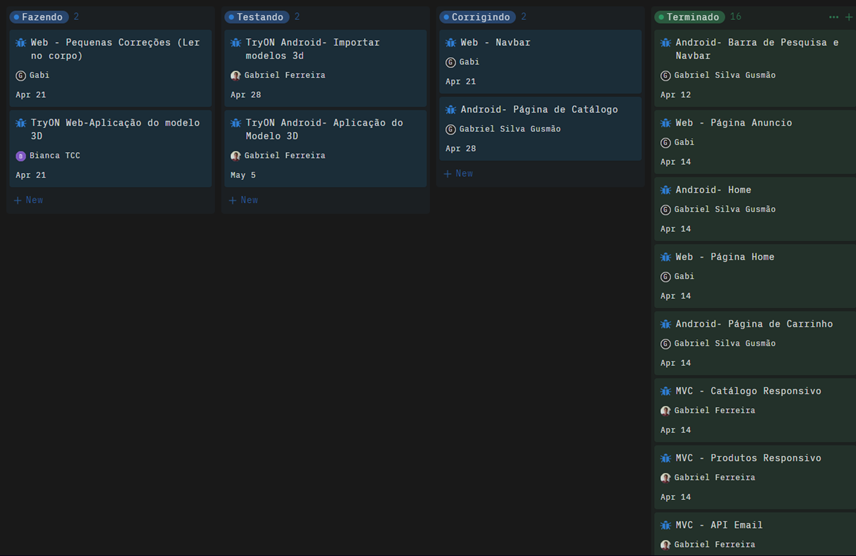 Fazendo 2
Web - Pequenas Correções (Ler
no corpo)
G Gabi
Apr 21
TryON Web-Aplicação do modelo
3D
B Bianca TCC
Apr 21
+ New
Testando 2
TryON Android- Importar
modelos 3d
Gabriel Ferreira
Apr 28
TryON Android- Aplicação do
Modelo 3D
Gabriel Ferreira
May 5
+ New
Corrigindo 2
Web - Navbar
G Gabi
Apr 21
Android- Página de Catálogo
G Gabriel Silva Gusmão
Apr 28
+ New
Terminado 16 ... +
Android- Barra de Pesquisa e
Navbar
G Gabriel Silva Gusmão
Apr 12
Web - Página Anuncio
G Gabi
Apr 14
Android- Home
G Gabriel Silva Gusmão
Apr 14
Web - Página Home
G Gabi
Apr 14
Android- Página de Carrinho
G Gabriel Silva Gusmão
Apr 14
MVC - Catálogo Responsivo
Gabriel Ferreira
Apr 14
MVC - Produtos Responsivo
Gabriel Ferreira
Apr 14
MVC - API Email
Gabriel Ferreira